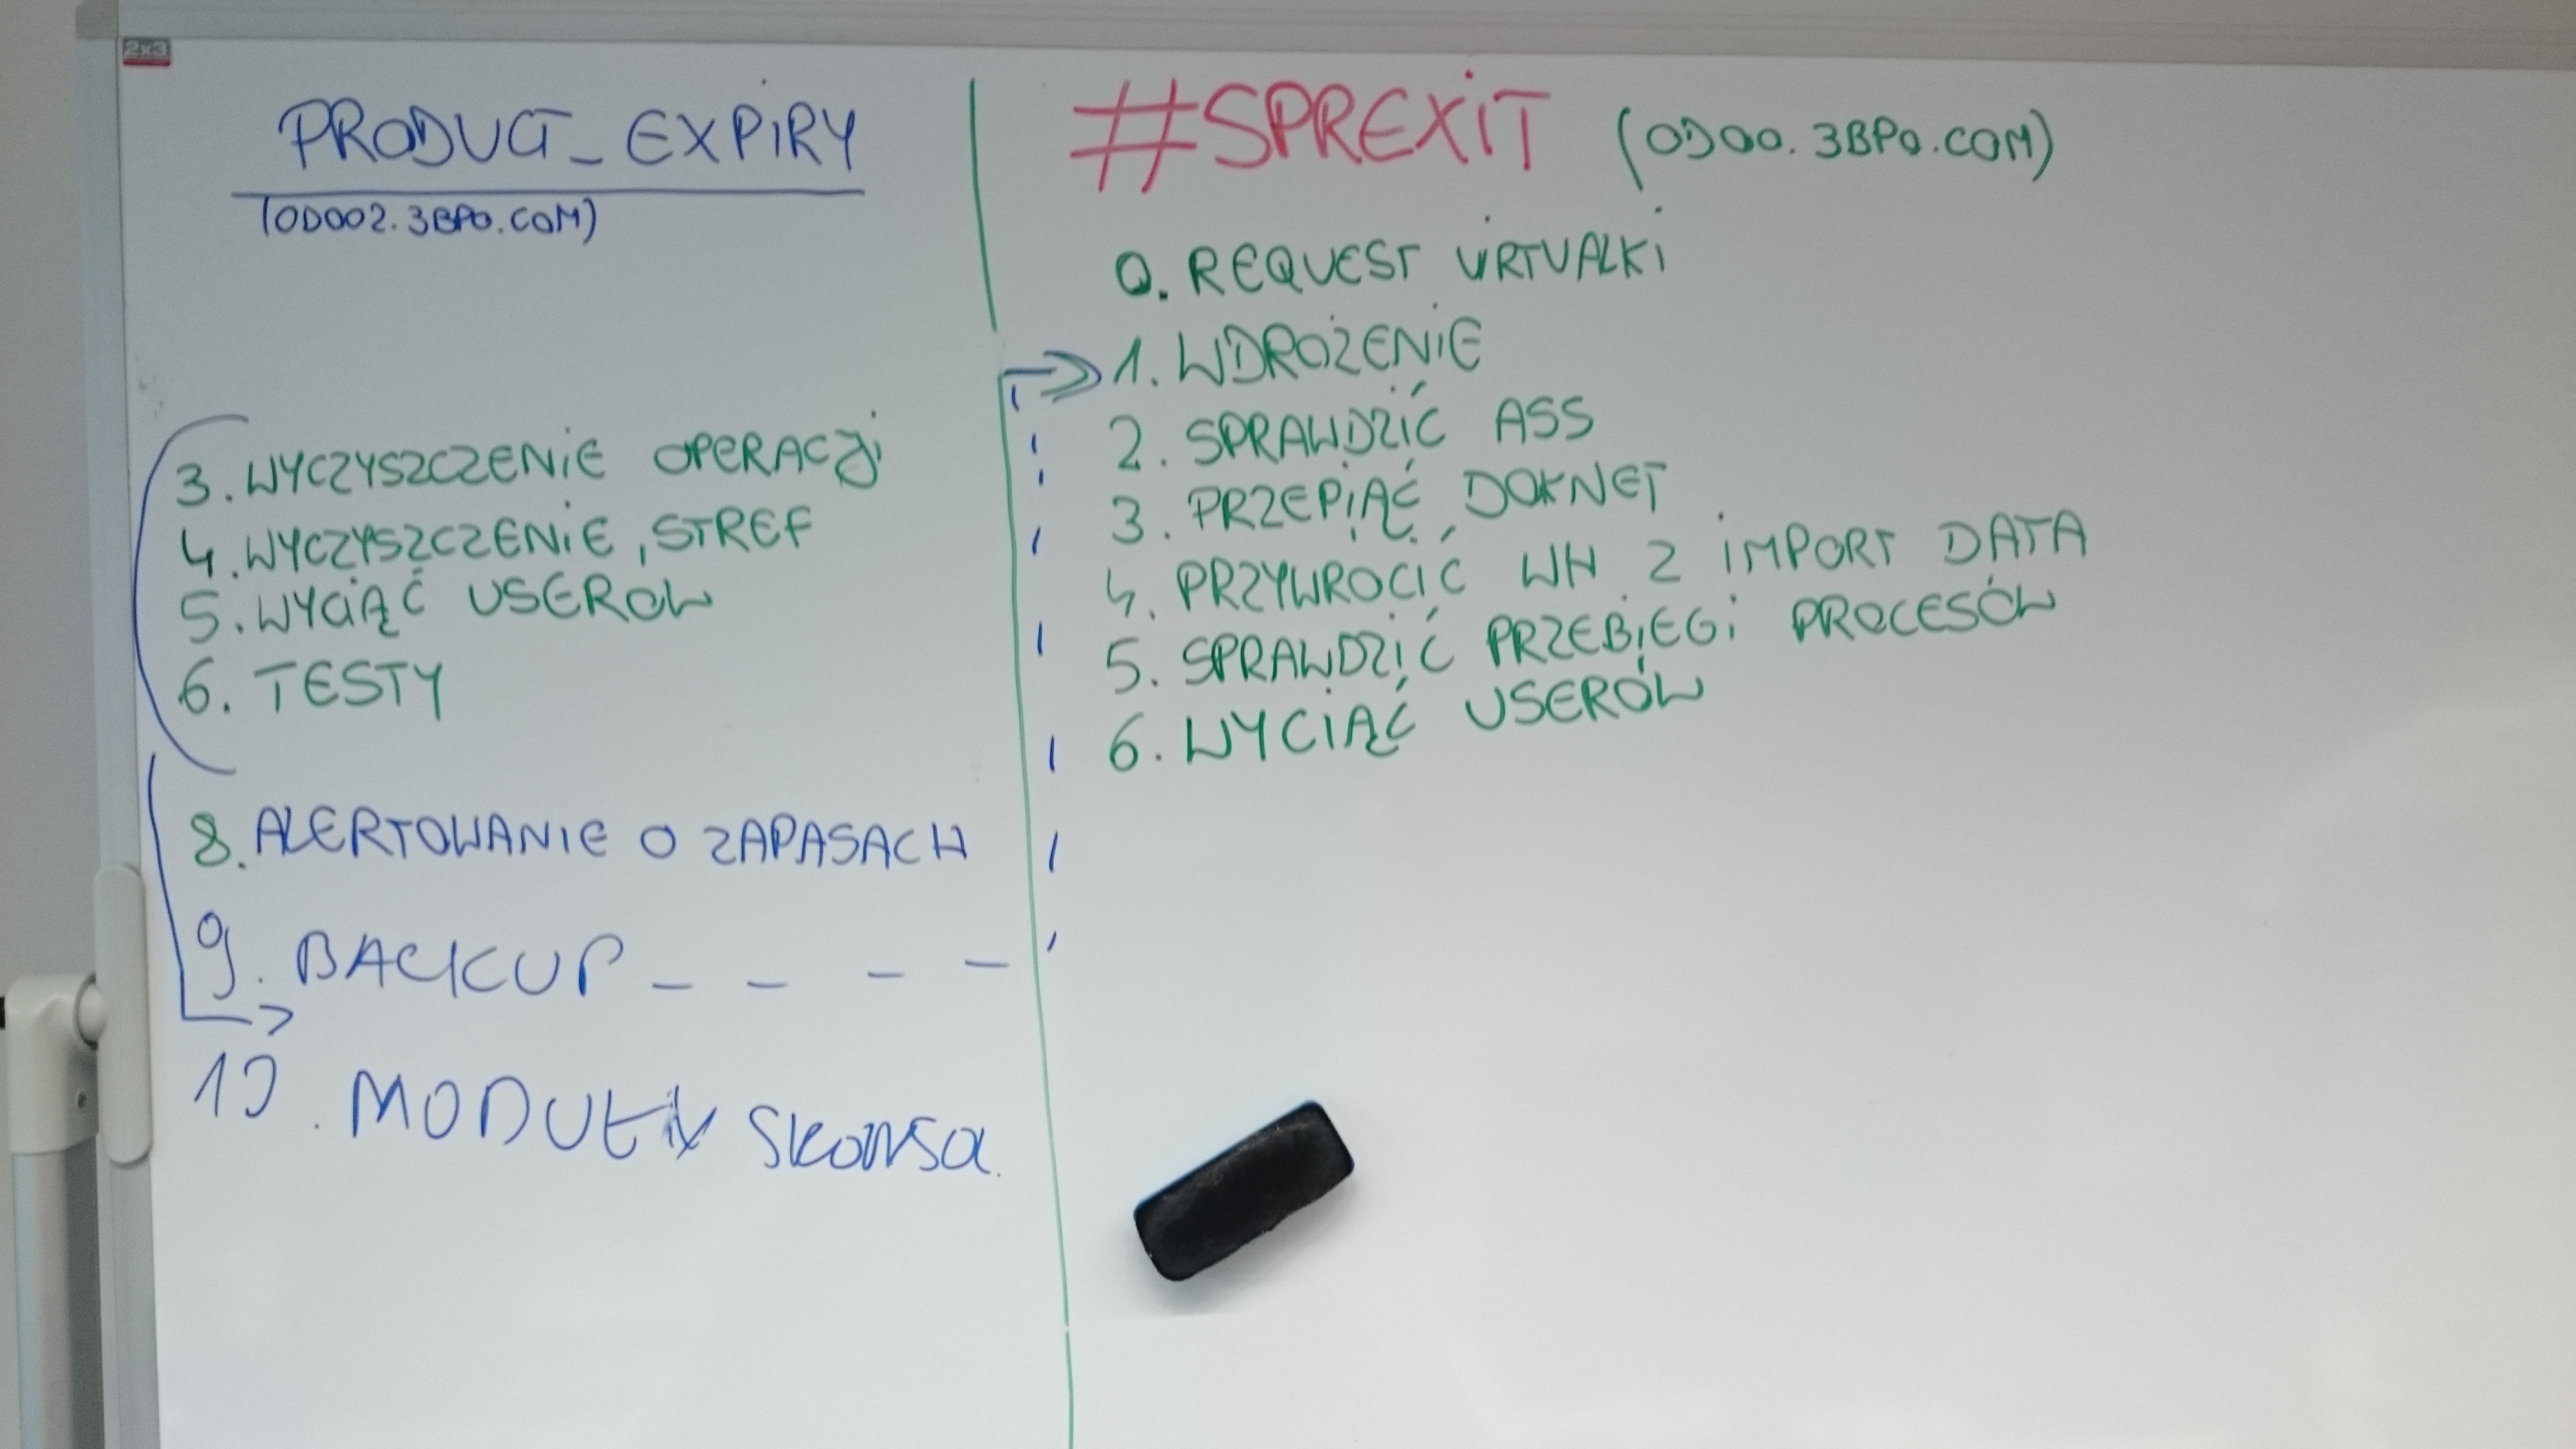 2x3
PRODUCT_EXPIRY
(ODOO2.3BPO.COM)
3. WYCZYSZCZENIE OPERACJI
4. WYCZYSZCZENIE STREF
5. WYCIĄĆ USERÓW
6. TESTY
8. ALERTOWANIE O ZAPASACH
9. BACKUP
10. MODUŁY
#SPREXIT (ODOO.3BPO.COM)
0. REQUEST VIRTUALKI
1. WDROŻENIE
2. SPRAWDZIĆ ASS
3. PRZEPIĄĆ DOKNET
4. PRZYWRÓCIĆ WH Z IMPORT DATA
5. SPRAWDZIĆ PRZEBIEGI PROCESÓW
6. WYCIĄĆ USERÓW